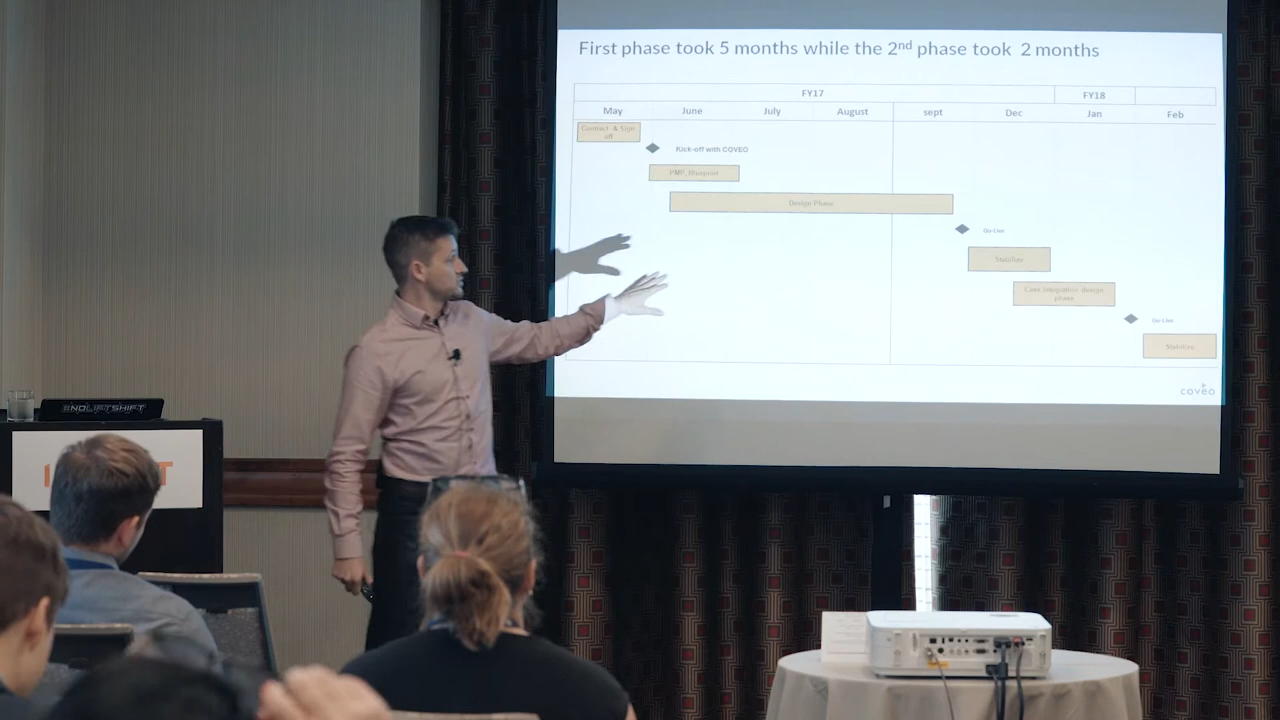 First phase took 5 months while the 2nd phase took 2 months
FY17
FY18
May
June
July
August
sept
Dec
Jan
Feb
Contract & Sign
off
Kick-off with COVEO
PMP, Blueprint
Design Phase
Go-Live
Stabilize
Case Integration design
phase
Go-Live
Stabilize
coveo
#NOLIFTSHIFT